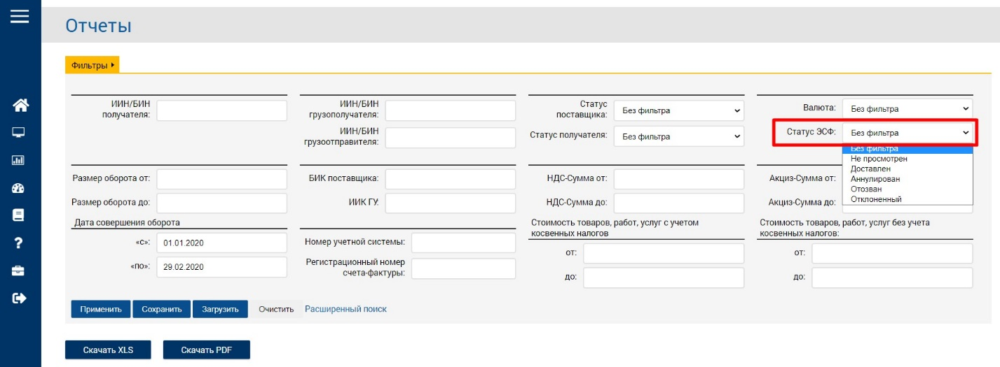 Отчеты
Фильтры
ИИН/БИН
получателя:
ИИН/БИН
грузополучателя:
ИИН/БИН
грузоотправителя:
Статус
поставщика:
Без фильтра
Статус получателя:
Без фильтра
Валюта:
Без фильтра
Статус ЭСФ:
Без фильтра
Без фильтра
Не просмотрен
Доставлен
Аннулирован
Отозван
Отклоненный
Размер оборота от:
Размер оборота до:
БИК поставщика:
ИИК ГУ:
НДС-Сумма от:
НДС-Сумма до:
Акциз-Сумма от:
Акциз-Сумма до:
Дата совершения оборота
«с»:
01.01.2020
«по»:
29.02.2020
Номер учетной системы:
Регистрационный номер
счета-фактуры:
Стоимость товаров, работ, услуг с учетом
косвенных налогов
от:
до:
Стоимость товаров, работ, услуг без учета
косвенных налогов:
от:
до:
Применить
Сохранить
Загрузить
Очистить
Расширенный поиск
Скачать XLS
Скачать PDF